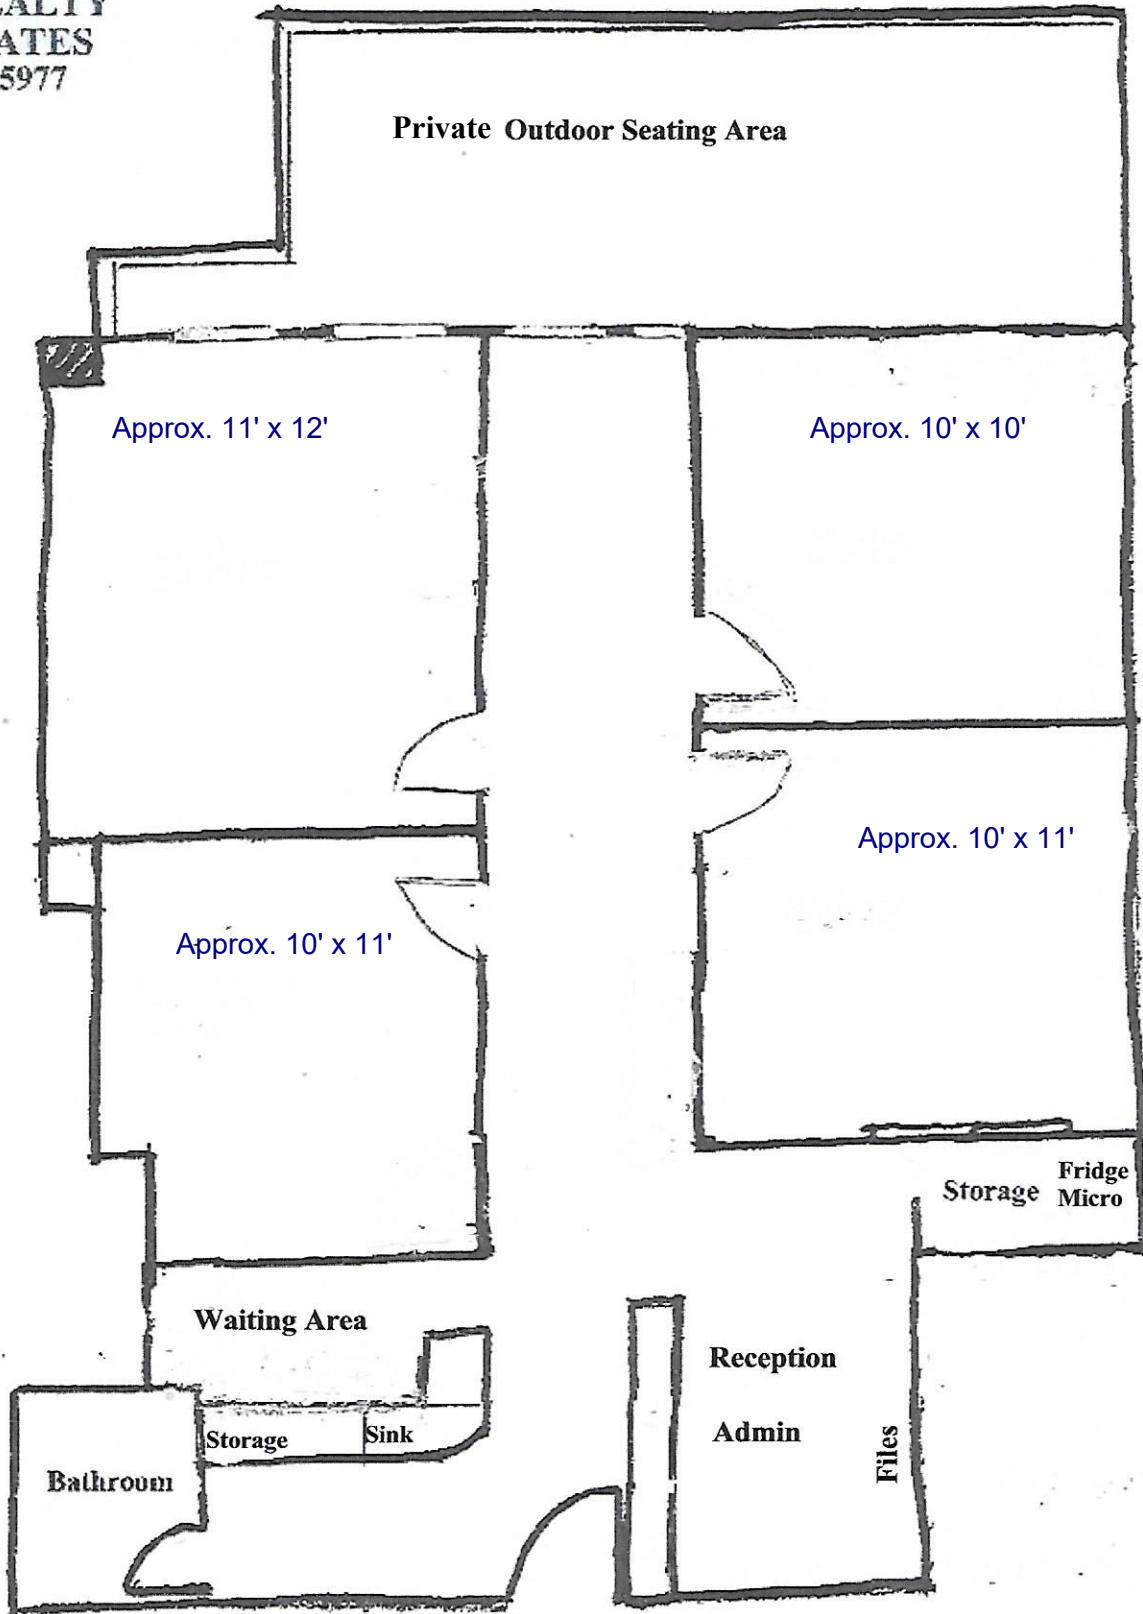 ATES
5977
Private Outdoor Seating Area
Approx. 11' x 12'
Approx. 10' x 10'
Approx. 10' x 11'
Approx. 10' x 11'
Storage
Fridge
Micro
Waiting Area
Reception
Admin
Files
Storage
Sink
Bathroom